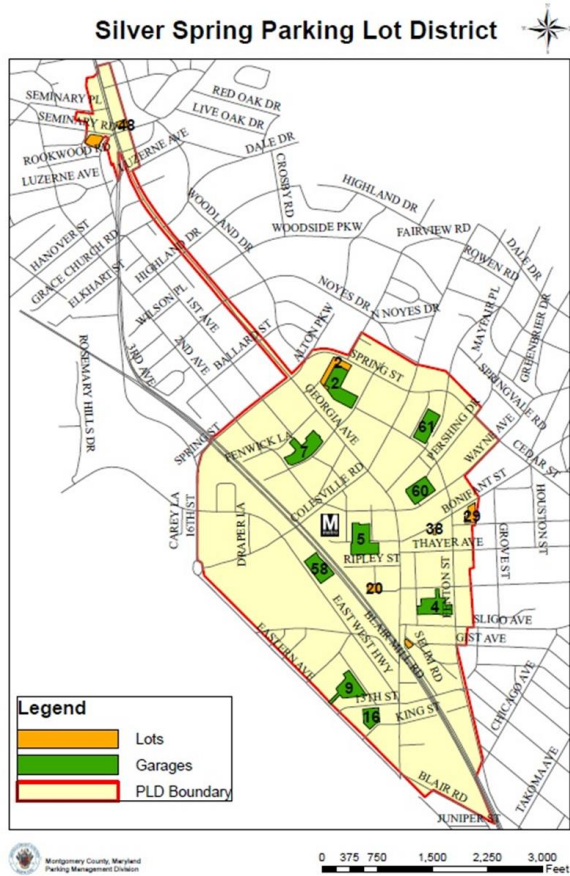 Silver Spring Parking Lot District
SEMINARY PL
SEMINARY RD
48
RED OAK DR
LIVE OAK DR
ROOKWOOD RD
LUZERNE AVE
LUZERNE AVE
DALE DR
CROSBY RD
HIGHLAND DR
WOODLAND DR
WOODSIDE PKW
FAIRVIEW RD
ROWEN RD
DALE DR
HANOVER ST
GRACE CHURCH RD
ELKHART ST
HIGHLAND DR
WILSON PL
1ST AVE
2ND AVE
3RD AVE
BALLARD ST
ALTON PKW
NOYES DR
N NOYES DR
MAYFAIR PL
GREENBRIER DR
ROSEMARY HILLS DR
SPRING ST
2
2
SPRING ST
GEORGIA AVE
SPRINGVALE RD
FENWICK LA
7
61
PERSHING DR
WAYNE AVE
CEDAR ST
COLESVILLE RD
60
BONIFANT ST
29
HOUSTON ST
CAREY LA
16TH ST
DRAPER LA
M
metro
5
38
THAYER AVE
GROVE ST
RIPLEY ST
58
20
4
FENTON ST
SLIGO AVE
GIST AVE
SELIM RD
EAST WEST HWY
BLAIR MILL RD
EASTERN AVE
9
13TH ST
16
KING ST
CHICAGO AVE
TAKOMA AVE
BLAIR RD
JUNIPER ST
Legend
Lots
Garages
PLD Boundary
Montgomery County, Maryland
Parking Management Division
0 375 750 1,500 2,250 3,000
Feet